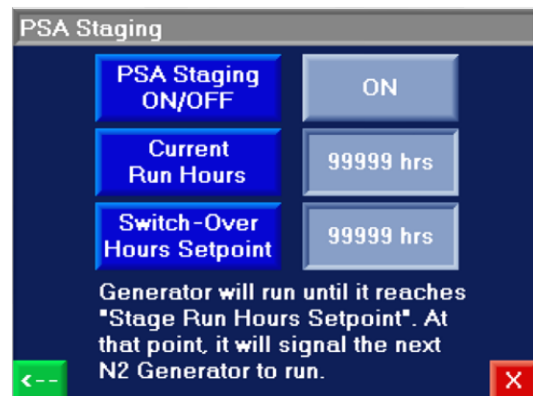 PSA Staging
PSA Staging
ON/OFF
ON
Current
Run Hours
99999 hrs
Switch-Over
Hours Setpoint
99999 hrs
Generator will run until it reaches
"Stage Run Hours Setpoint". At
that point, it will signal the next
N2 Generator to run.
<--
X